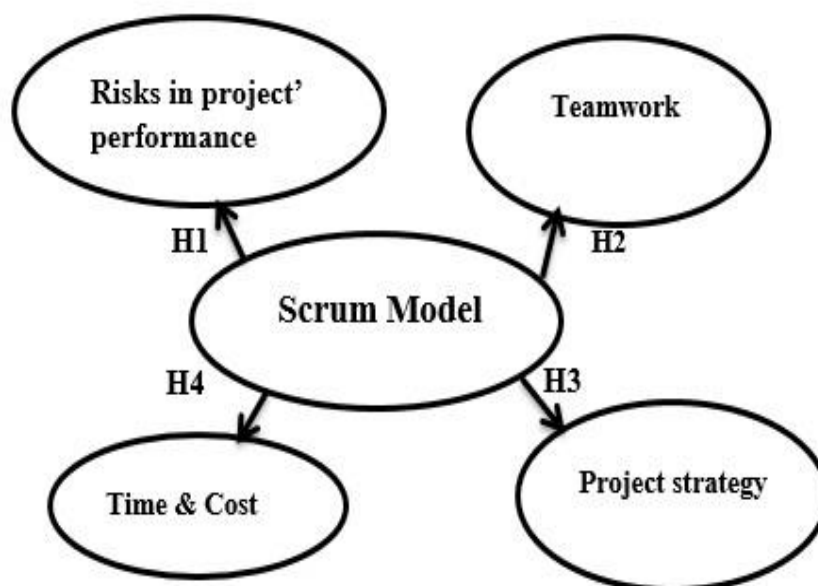 Risks in project’
performance
Teamwork
H1
H2
Scrum Model
H4
H3
Time & Cost
Project strategy